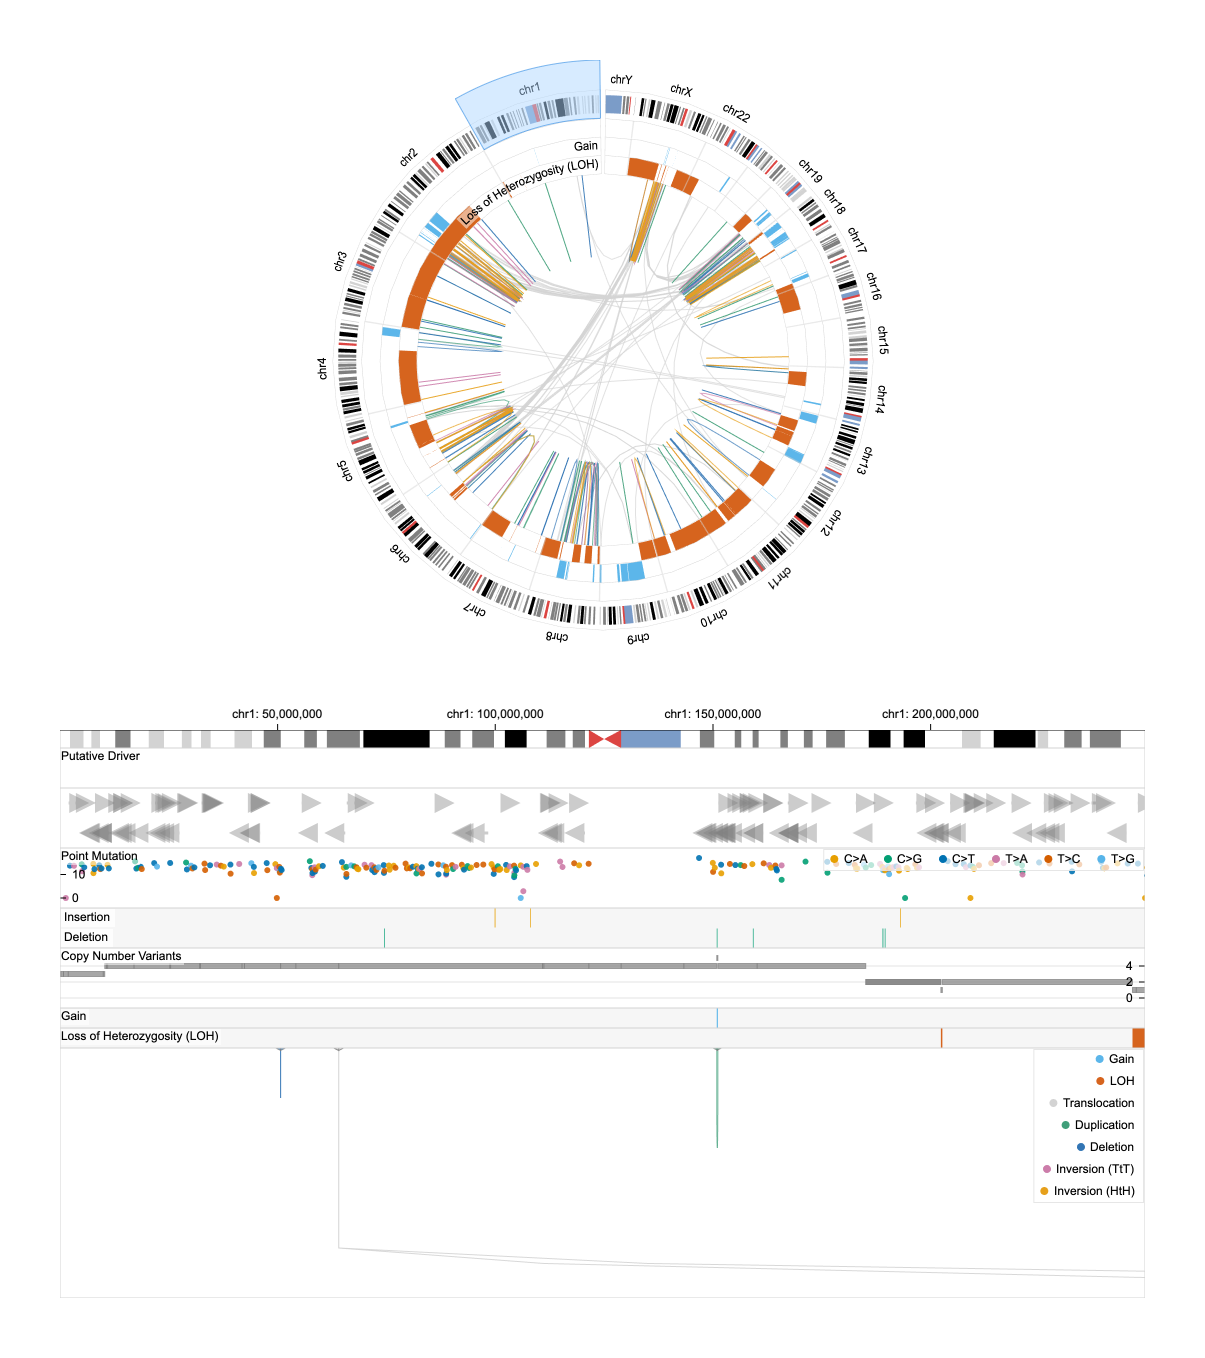 chrY
chrX
chr22
chr19
chr18
chr17
chr16
chr15
chr14
chr13
chr12
chr11
chr10
chr9
chr8
chr7
chr6
chr5
chr4
chr3
chr2
chr1
Gain
Loss of Heterozygosity (LOH)
chr1: 50,000,000 chr1: 100,000,000 chr1: 150,000,000 chr1: 200,000,000
Putative Driver
Point Mutation
C>A C>G C>T T>A T>C T>G
10
0
Insertion
Deletion
Copy Number Variants
4
2
0
Gain
Loss of Heterozygosity (LOH)
Gain
LOH
Translocation
Duplication
Deletion
Inversion (TtT)
Inversion (HtH)